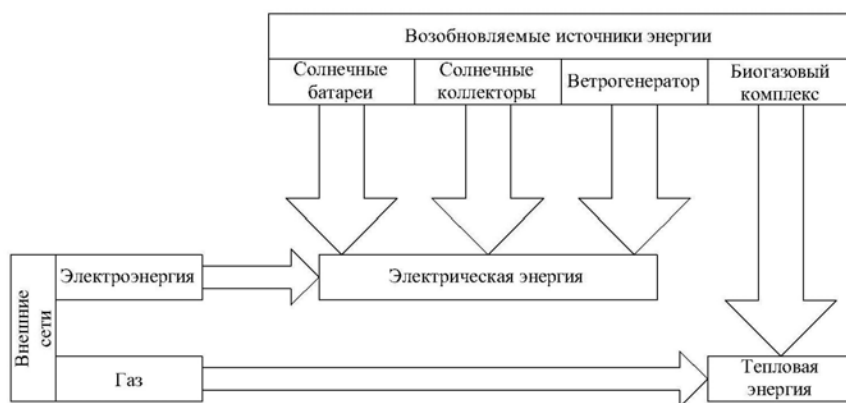 Возобновляемые источники энергии
Солнечные
батареи
Солнечные
коллекторы
Ветрогенератор
Биогазовый
комплекс
Внешние
сети
Электроэнергия
Электрическая энергия
Газ
Тепловая
энергия